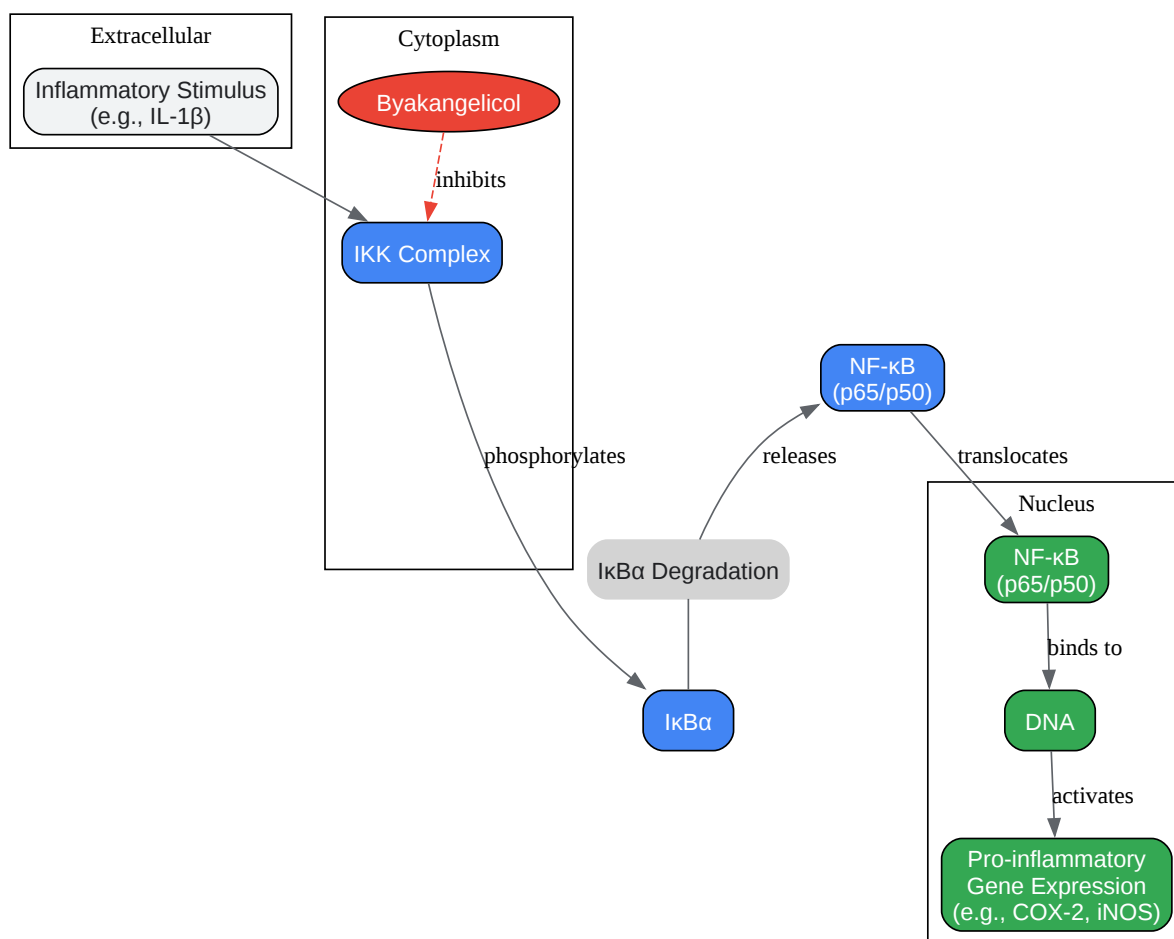 Extracellular
Inflammatory Stimulus
(e.g., IL-1β)
Cytoplasm
Byakangelicol
inhibits
IKK Complex
phosphorylates
IκBα
IκBα Degradation
releases
NF-κB
(p65/p50)
translocates
Nucleus
NF-κB
(p65/p50)
binds to
DNA
activates
Pro-inflammatory
Gene Expression
(e.g., COX-2, iNOS)